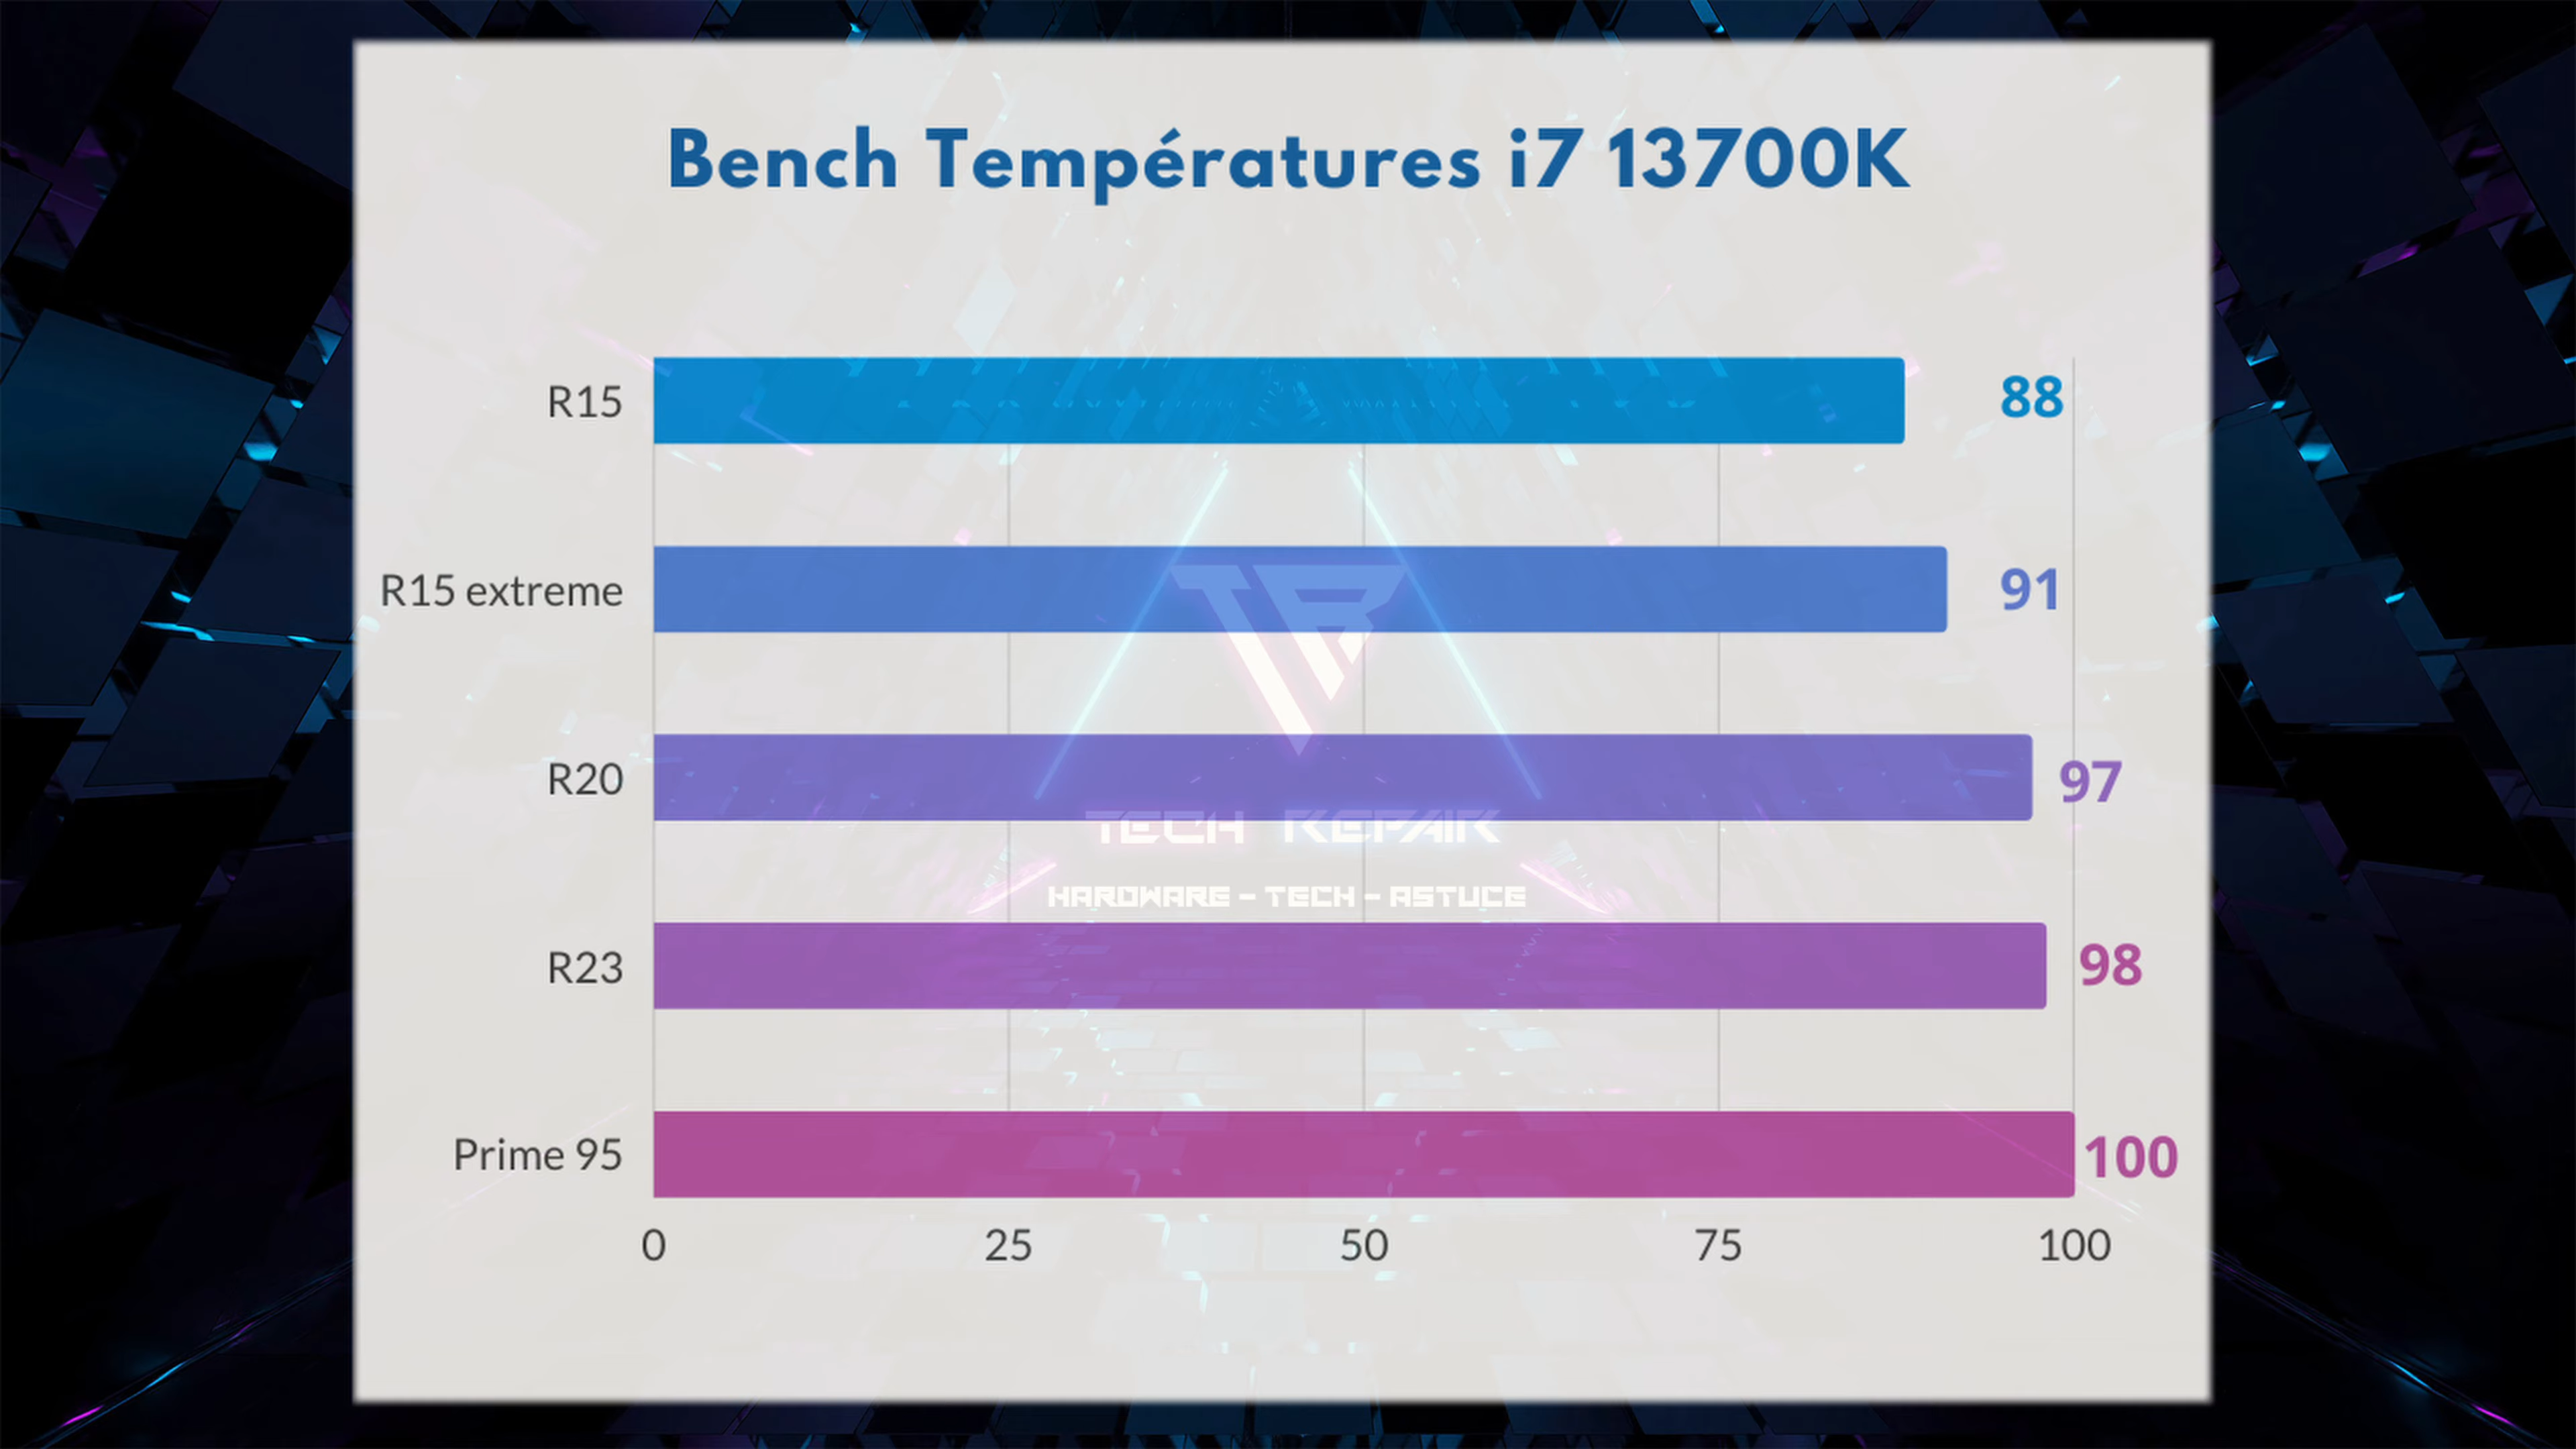 Bench Températures i7 13700K
R15 88
R15 extreme 91
R20 97
TECH REPAIR
HARDWARE - TECH - ASTUCE
R23 98
Prime 95 100
0 25 50 75 100